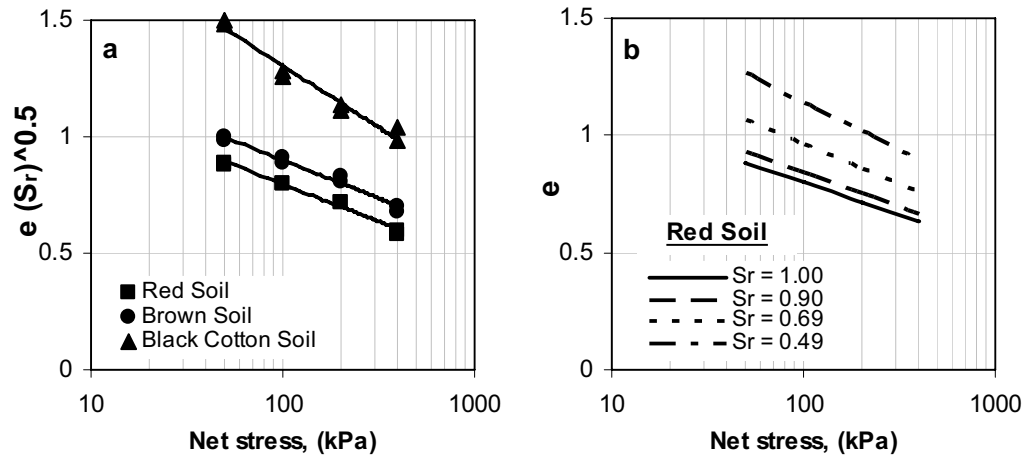 1.5
a
1
0.5
0
e (Sr)^0.5
Red Soil
Brown Soil
Black Cotton Soil
10
100
1000
Net stress, (kPa)
1.5
b
1
0.5
0
e
Red Soil
Sr = 1.00
Sr = 0.90
Sr = 0.69
Sr = 0.49
10
100
1000
Net stress, (kPa)